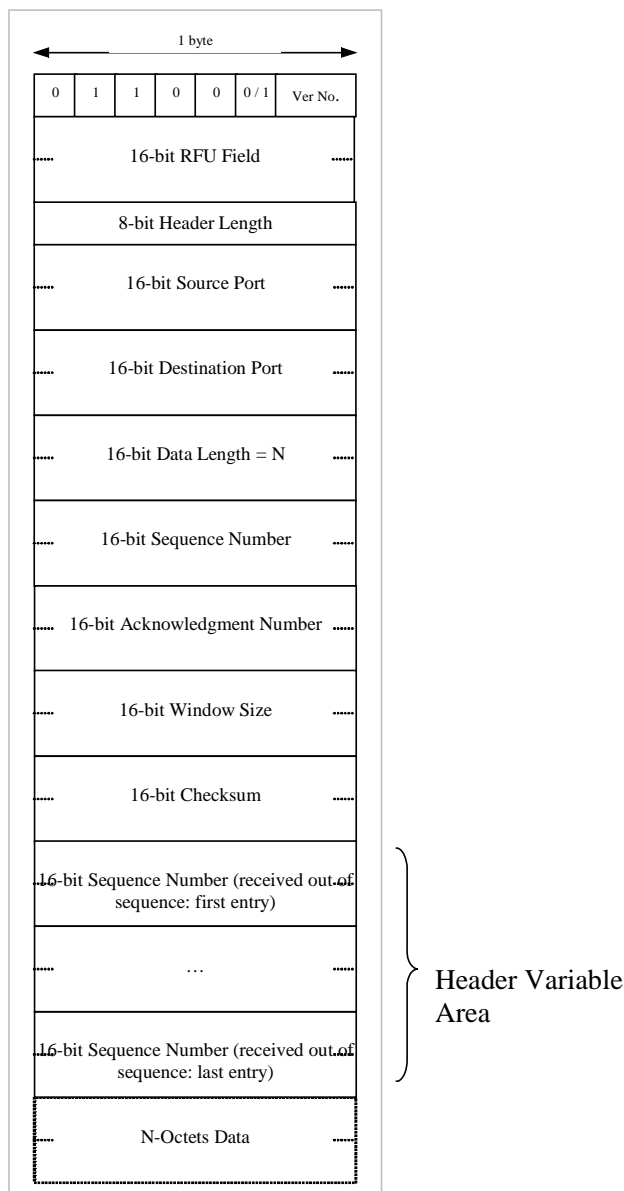 1 byte
0 1 1 0 0 0 / 1 Ver No.
16-bit RFU Field
8-bit Header Length
16-bit Source Port
16-bit Destination Port
16-bit Data Length = N
16-bit Sequence Number
16-bit Acknowledgment Number
16-bit Window Size
16-bit Checksum
16-bit Sequence Number (received out of
sequence: first entry)
…
Header Variable
Area
16-bit Sequence Number (received out of
sequence: last entry)
N-Octets Data